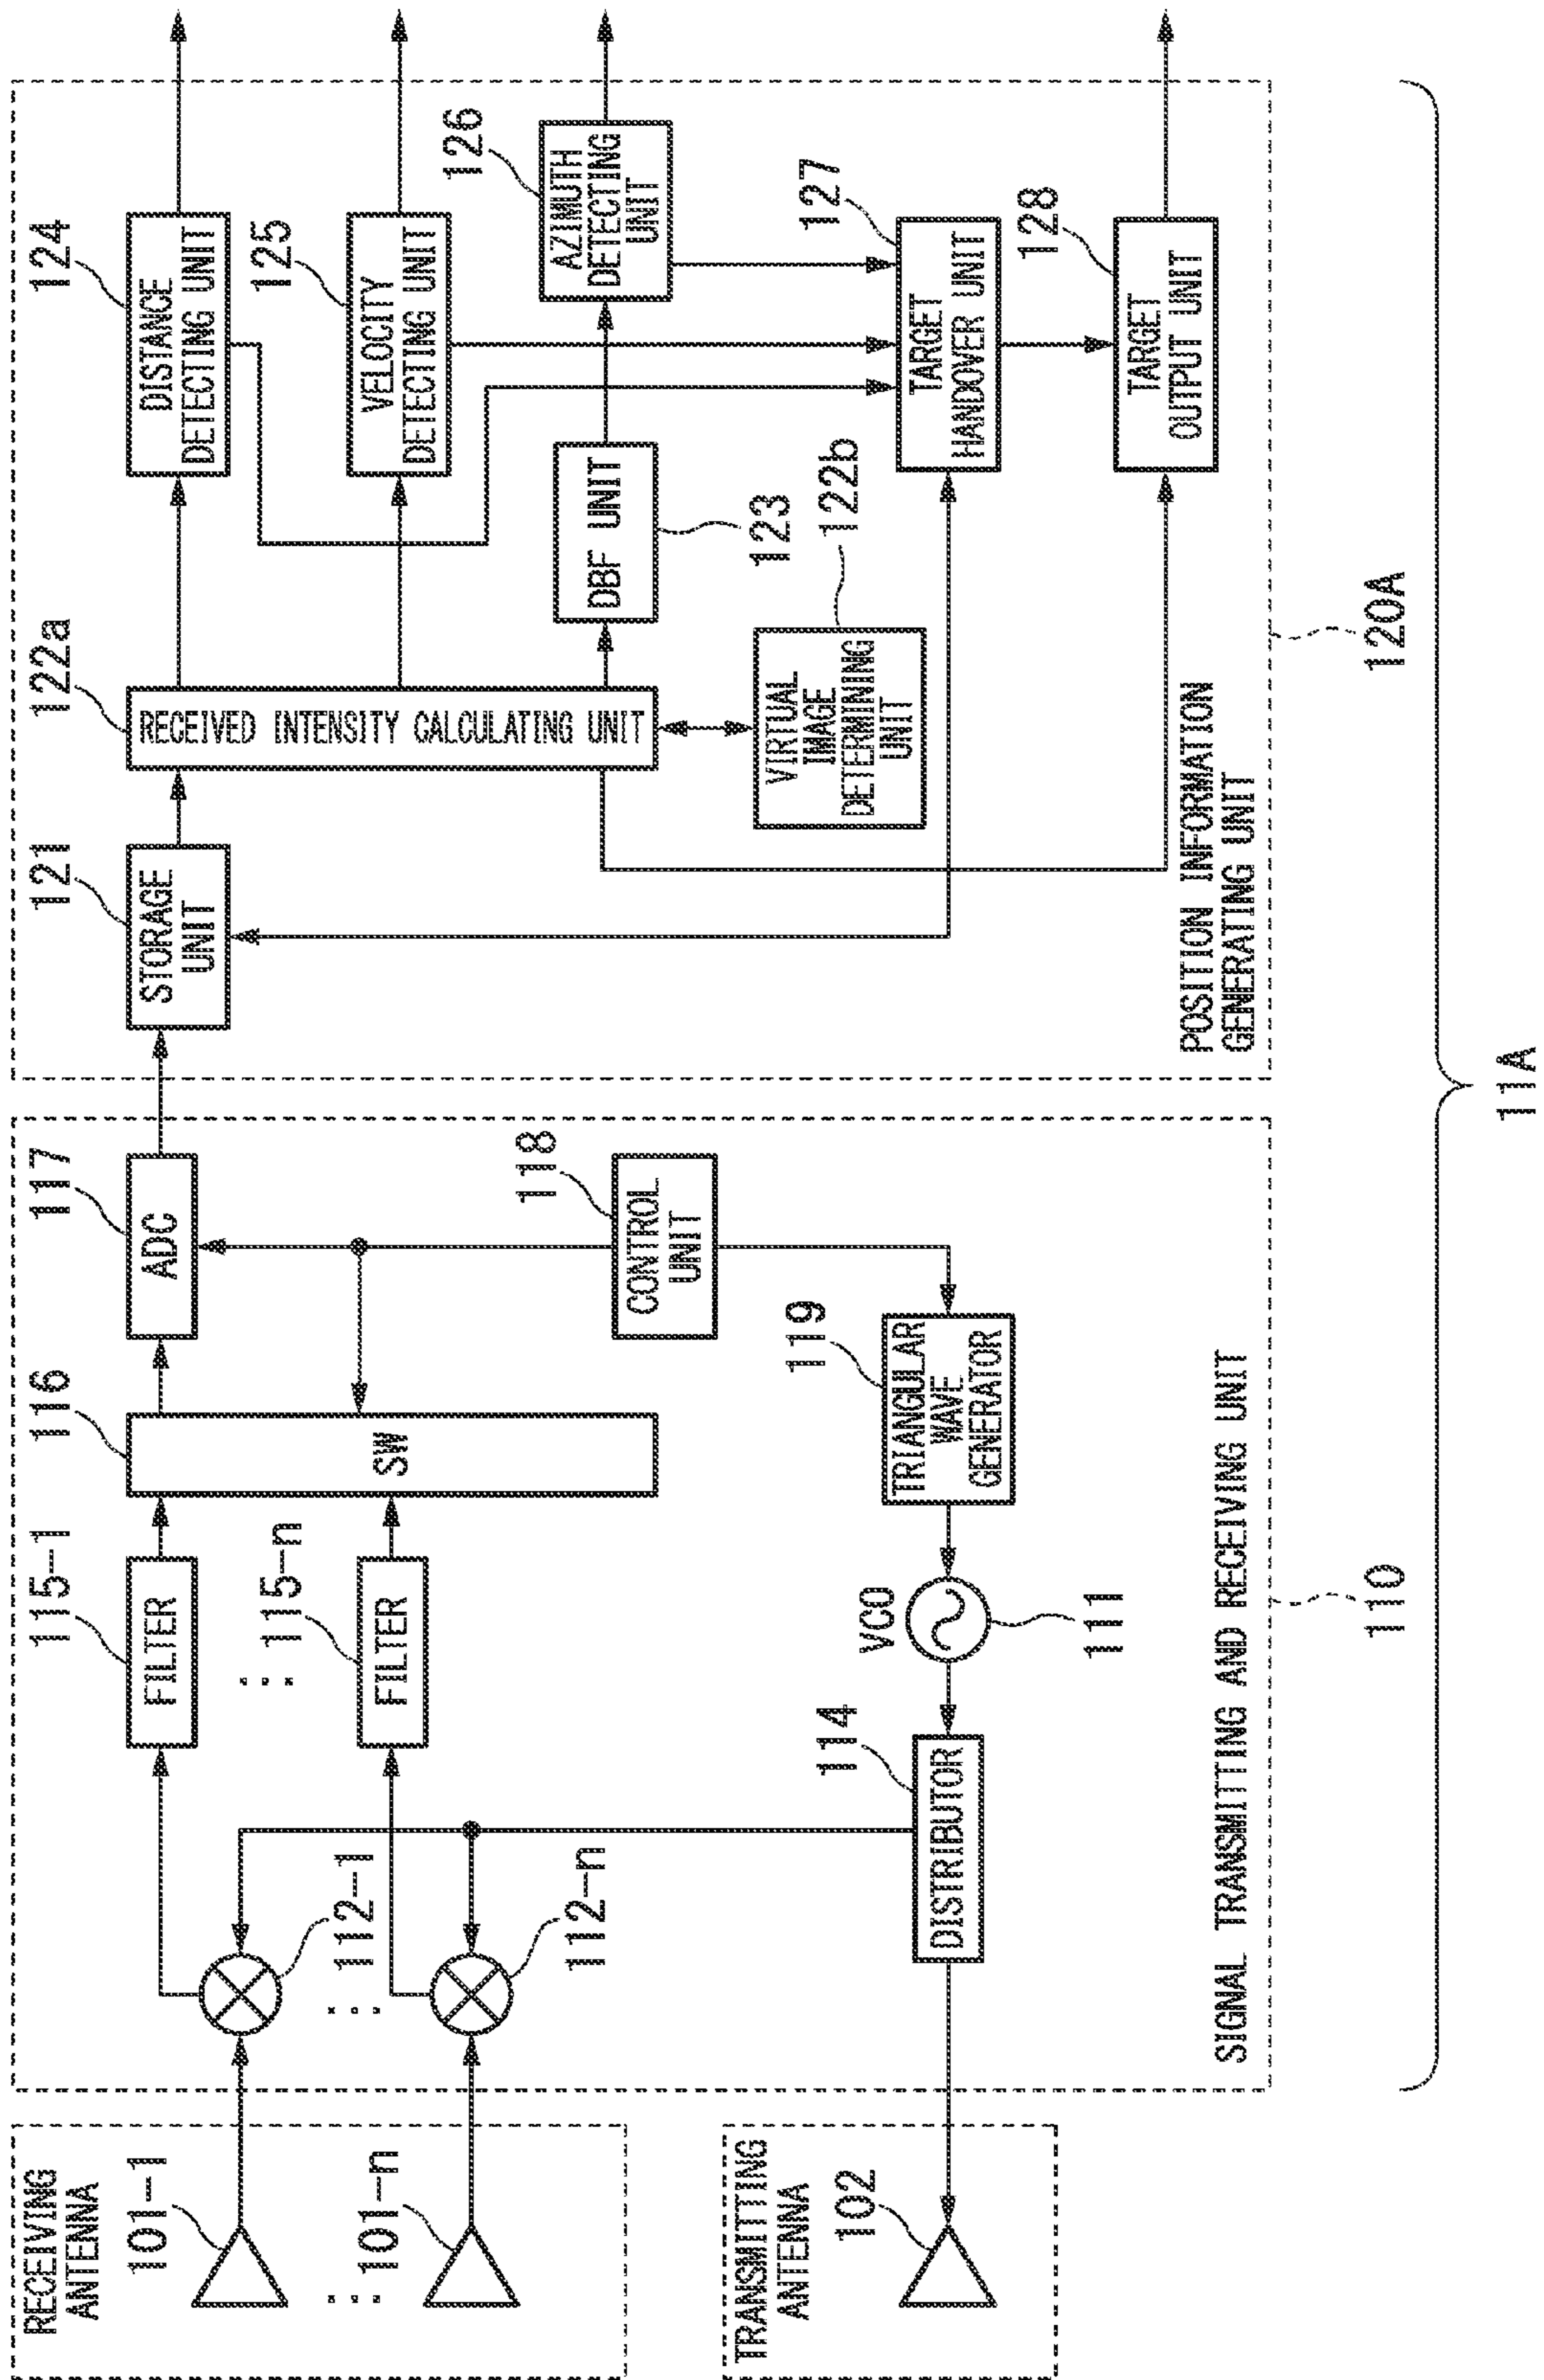 RECEIVING
ANTENNA
101-1
101-n
TRANSMITTING
ANTENNA
102
112-1
112-n
115-1
FILTER
115-n
FILTER
116
SW
117
ADC
118
CONTROL
UNIT
119
TRIANGULAR
WAVE
GENERATOR
VCO
111
114
DISTRIBUTOR
SIGNAL TRANSMITTING AND RECEIVING UNIT
110
121
STORAGE
UNIT
122a
RECEIVED INTENSITY CALCULATING UNIT
122b
VIRTUAL
IMAGE
DETERMINING
UNIT
123
DBF UNIT
124
DISTANCE
DETECTING UNIT
125
VELOCITY
DETECTING UNIT
126
AZIMUTH
DETECTING
UNIT
127
TARGET
HANDOVER UNIT
128
TARGET
OUTPUT UNIT
POSITION INFORMATION
GENERATING UNIT
120A
11A